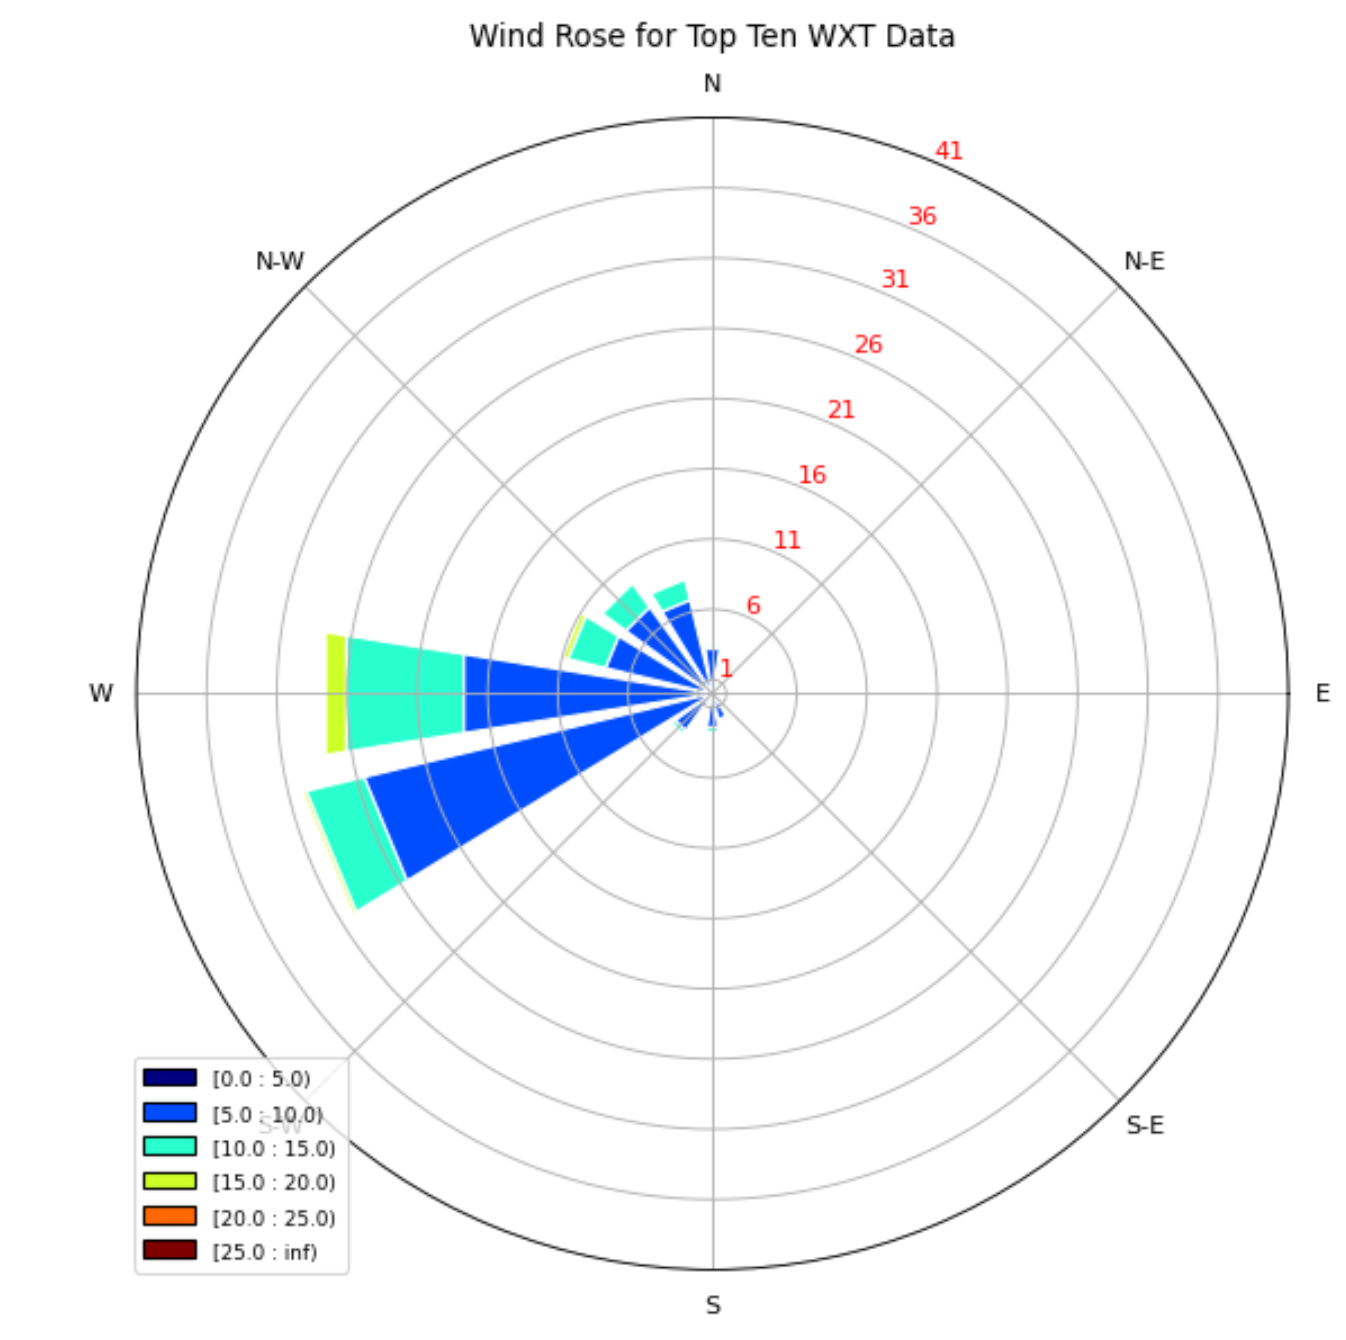 Wind Rose for Top Ten WXT Data
N
41
36
N-W
N-E
31
26
21
16
11
6
1
W
E
[0.0 : 5.0)
[5.0 : 10.0)
S-W
S-E
[10.0 : 15.0)
[15.0 : 20.0)
[20.0 : 25.0)
[25.0 : inf)
S